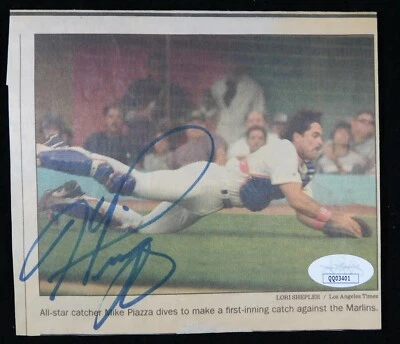 QQ03401
LORI SHEPLER / Los Angeles Times
All-star catcher Mike Piazza dives to make a first-inning catch against the Marlins.